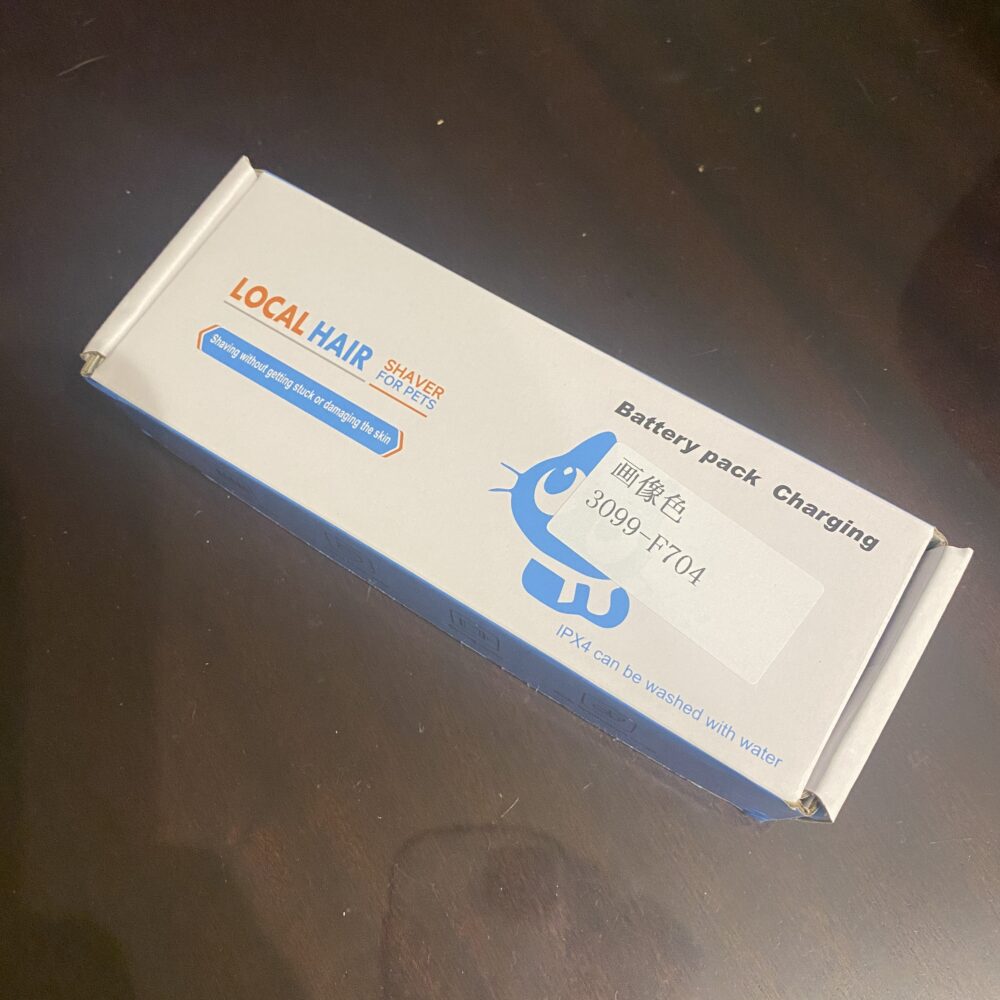 LOCAL HAIR
SHAVER
FOR PETS
Shaving without getting stuck or damaging the skin
Battery pack Charging
画像色
3099-F704
IPX4 can be washed with water